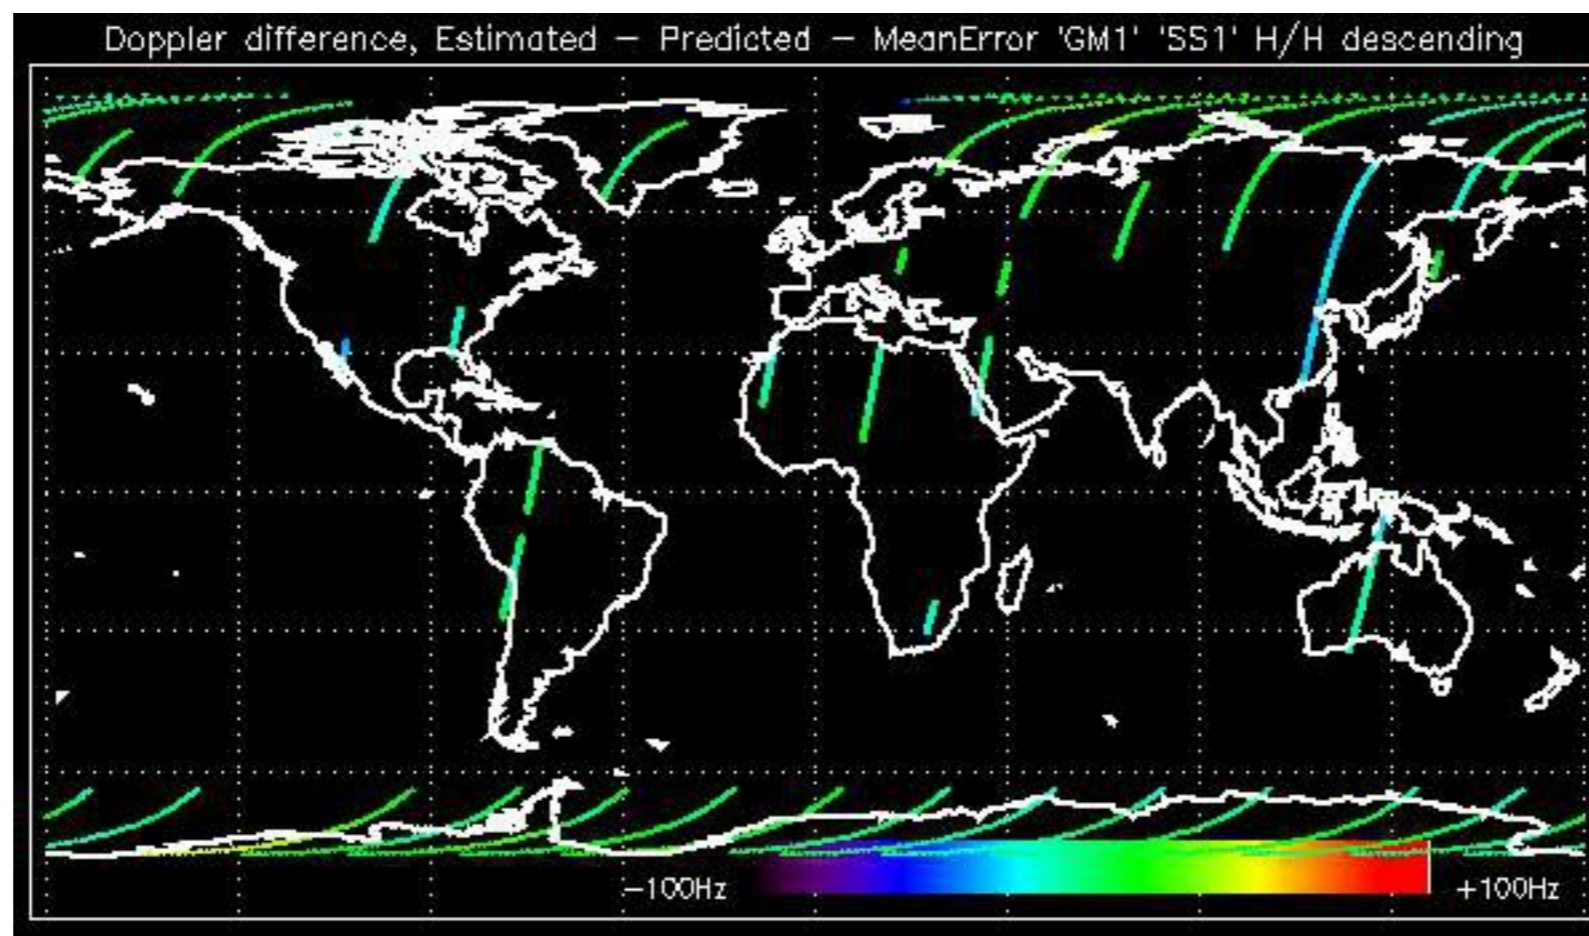 Doppler difference, Estimated – Predicted – MeanError 'GM1' 'SS1' H/H descending
-100Hz
+100Hz